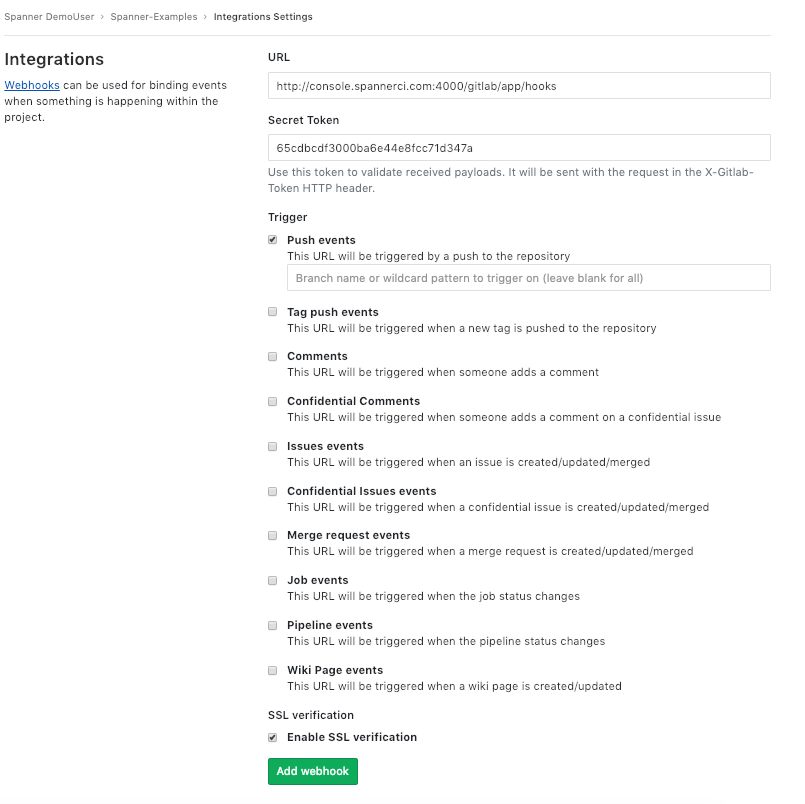 Spanner DemoUser › Spanner-Examples › Integrations Settings
Integrations
Webhooks can be used for binding events
when something is happening within the
project.
URL
http://console.spannerci.com:4000/gitlab/app/hooks
Secret Token
65cdbcdf3000ba6e44e8fcc71d347a
Use this token to validate received payloads. It will be sent with the request in the X-Gitlab-
Token HTTP header.
Trigger
Push events
This URL will be triggered by a push to the repository
Branch name or wildcard pattern to trigger on (leave blank for all)
Tag push events
This URL will be triggered when a new tag is pushed to the repository
Comments
This URL will be triggered when someone adds a comment
Confidential Comments
This URL will be triggered when someone adds a comment on a confidential issue
Issues events
This URL will be triggered when an issue is created/updated/merged
Confidential Issues events
This URL will be triggered when a confidential issue is created/updated/merged
Merge request events
This URL will be triggered when a merge request is created/updated/merged
Job events
This URL will be triggered when the job status changes
Pipeline events
This URL will be triggered when the pipeline status changes
Wiki Page events
This URL will be triggered when a wiki page is created/updated
SSL verification
Enable SSL verification
Add webhook